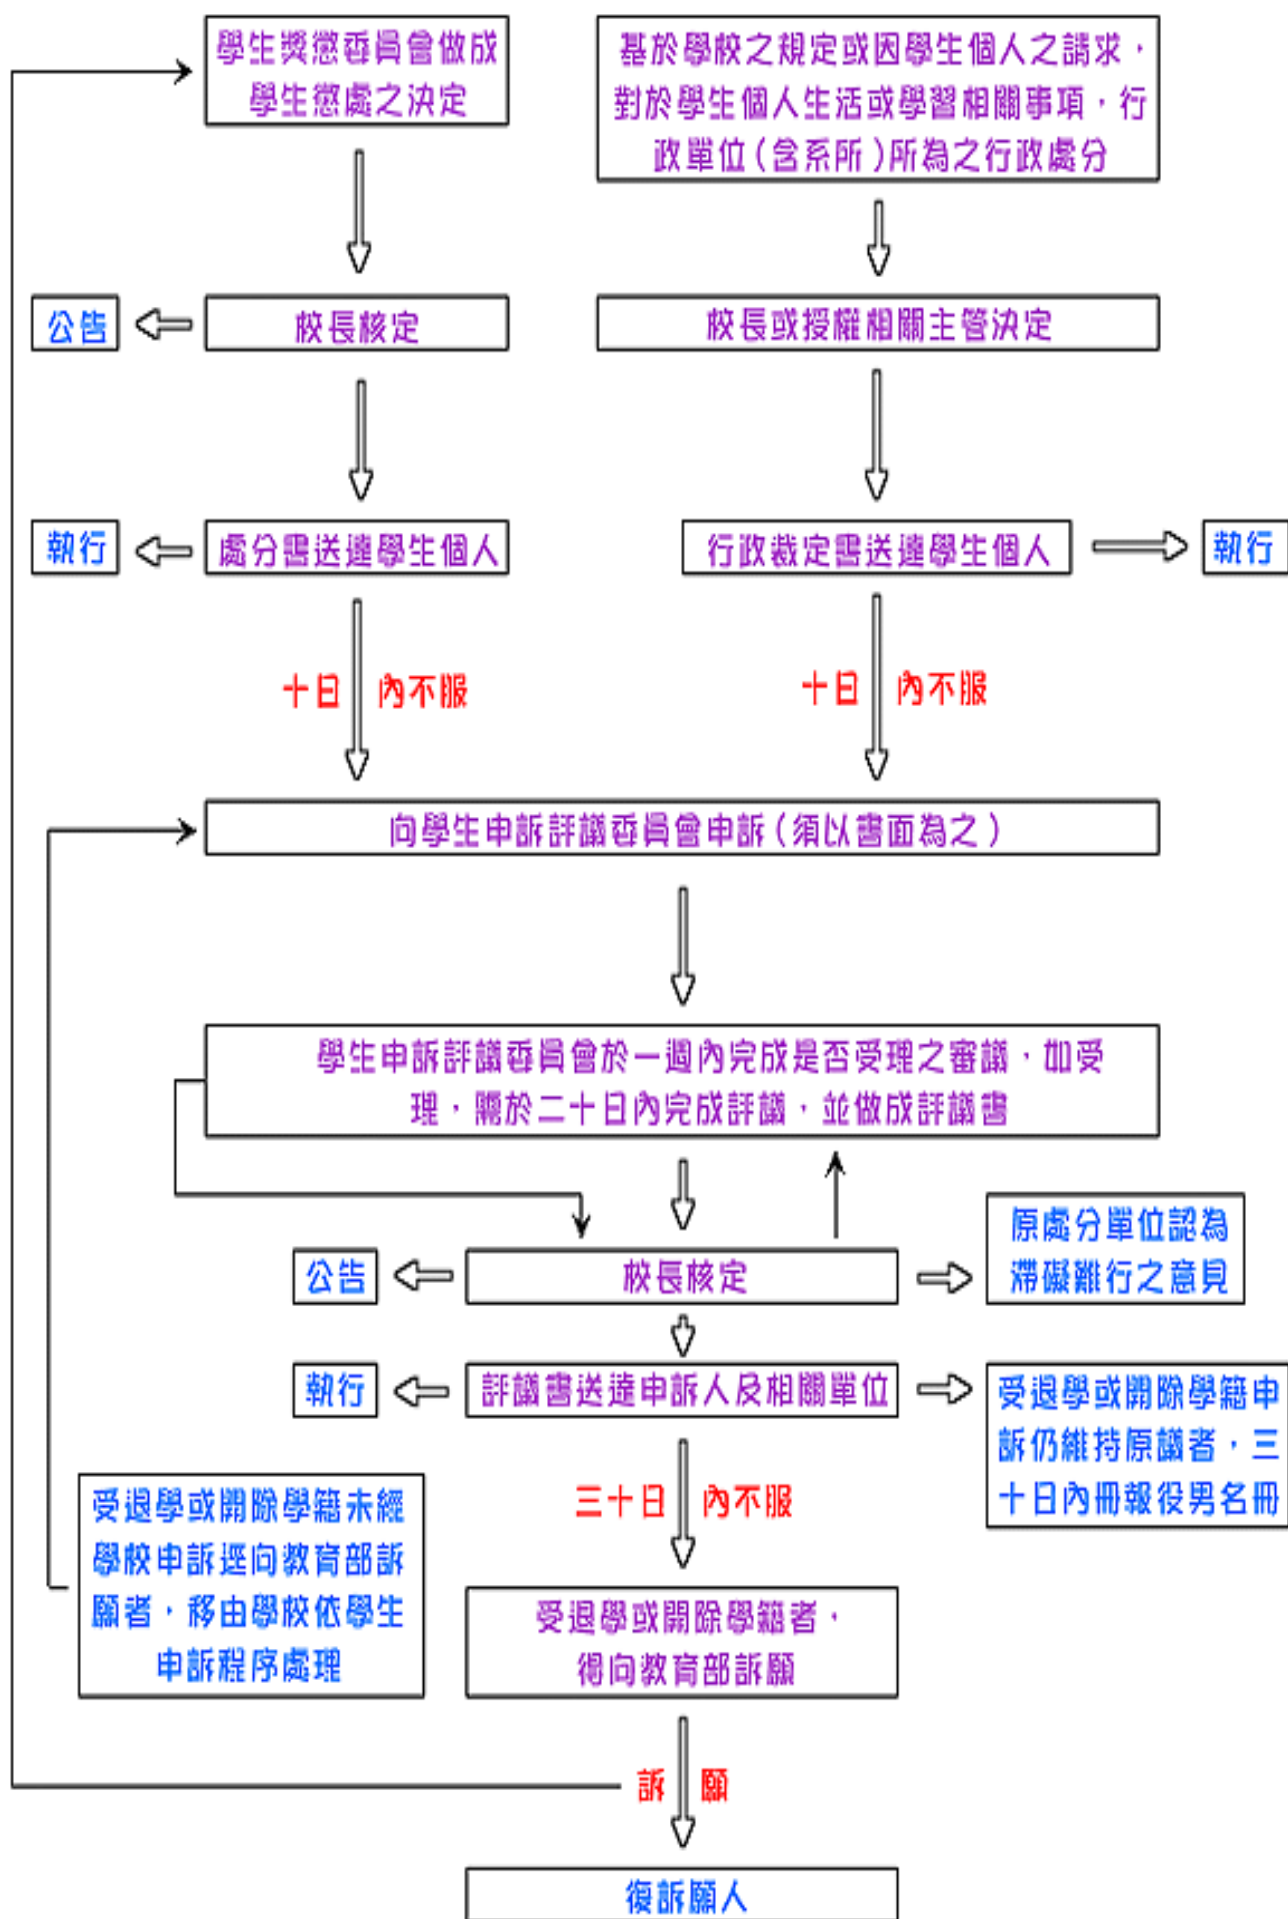 學生獎懲委員會做成
學生懲處之決定
基於學校之規定或因學生個人之請求，
對於學生個人生活或學習相關事項，行
政單位(含系所)所為之行政處分
公告
校長核定
校長或授權相關主管決定
執行
處分書送達學生個人
行政裁定書送達學生個人
執行
十日 內不服
十日 內不服
向學生申訴評議委員會申訴(須以書面為之)
學生申訴評議委員會於一週內完成是否受理之審議，如受
理，需於二十日內完成評議，並做成評議書
公告
校長核定
原處分單位認為
滯礙難行之意見
執行
評議書送達申訴人及相關單位
受退學或開除學籍申
訴仍維持原議者，三
十日內冊報役男名冊
三十日 內不服
受退學或開除學籍未經
學校申訴逕向教育部訴
願者，移由學校依學生
申訴程序處理
受退學或開除學籍者，
得向教育部訴願
訴 願
復訴願人